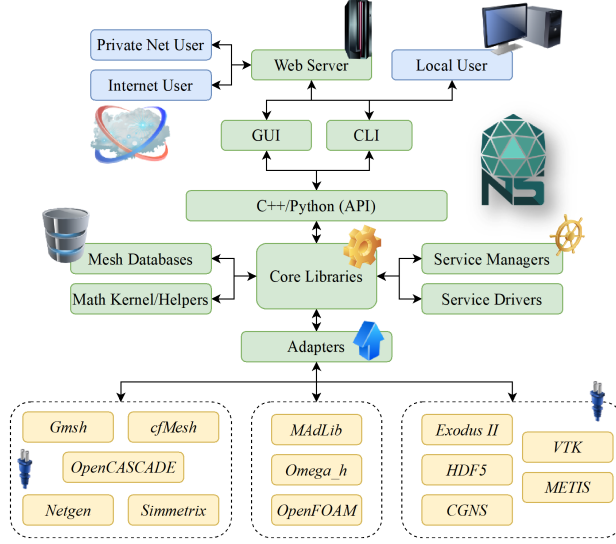 Private Net User
Internet User
Web Server
Local User
GUI
CLI
NS
C++/Python (API)
Mesh Databases
Math Kernel/Helpers
Core Libraries
Service Managers
Service Drivers
Adapters
Gmsh
cfMesh
OpenCASCADE
Netgen
Simmetrix
MAdLib
Omega_h
OpenFOAM
Exodus II
HDF5
CGNS
VTK
METIS